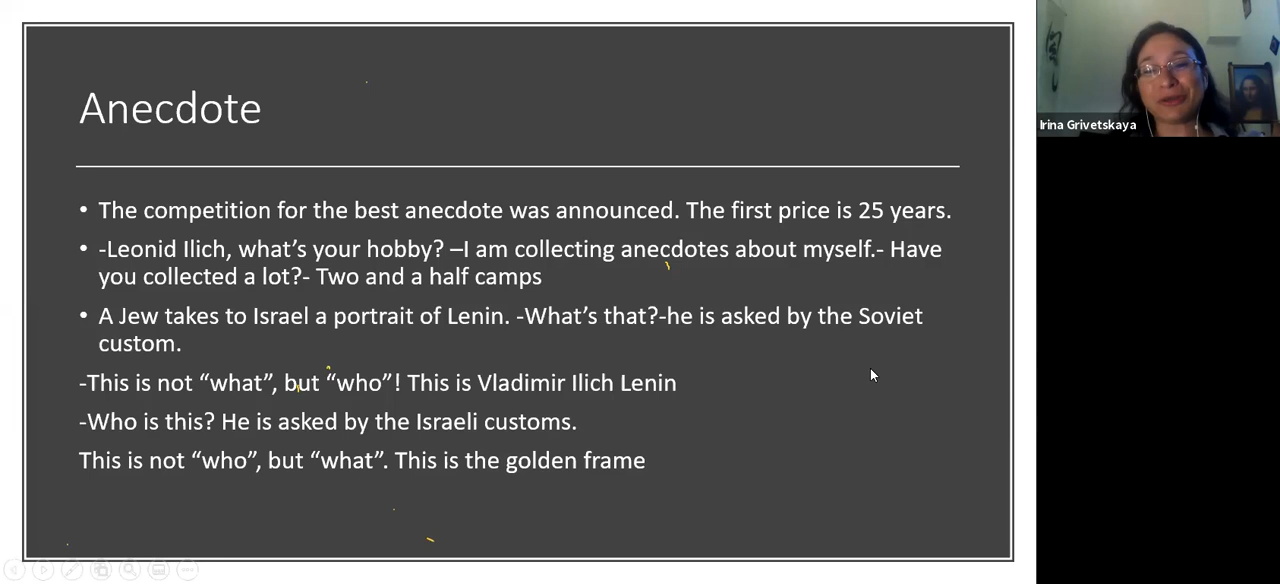 Anecdote
• The competition for the best anecdote was announced. The first price is 25 years.
• -Leonid Ilich, what’s your hobby? –I am collecting anecdotes about myself.- Have
you collected a lot?- Two and a half camps
• A Jew takes to Israel a portrait of Lenin. -What’s that?-he is asked by the Soviet
custom.
-This is not “what”, but “who”! This is Vladimir Ilich Lenin
-Who is this? He is asked by the Israeli customs.
This is not “who”, but “what”. This is the golden frame
Irina Grivetskaya